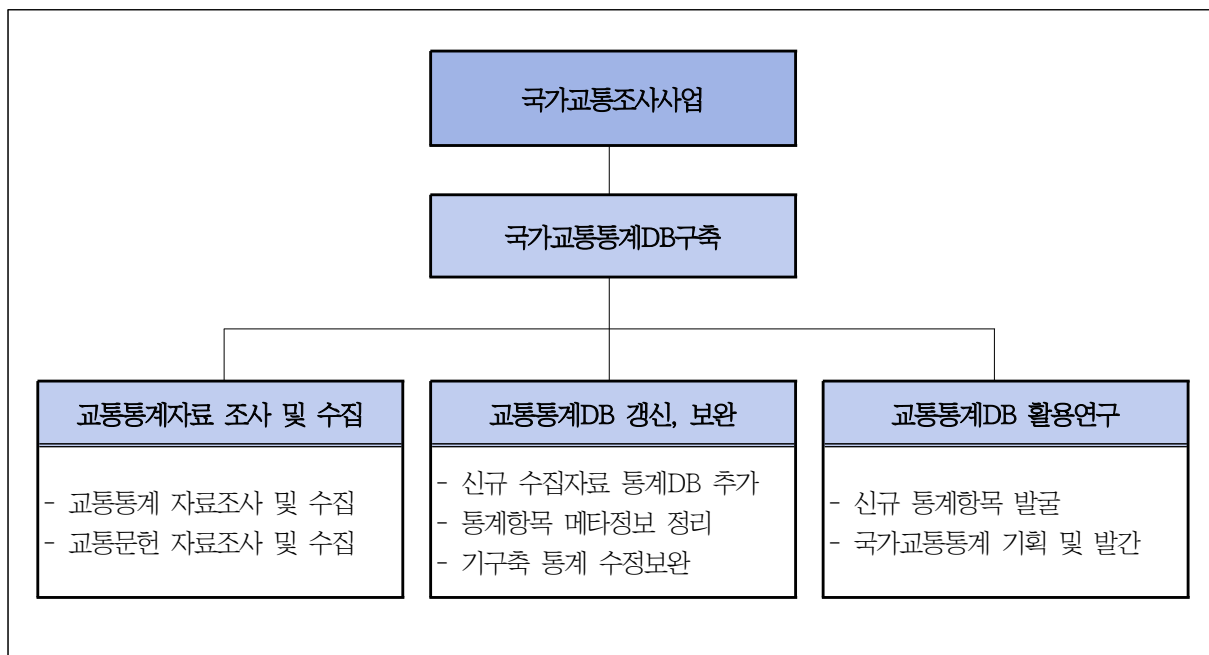 국가교통조사사업
국가교통통계DB구축
교통통계자료 조사 및 수집
- 교통통계 자료조사 및 수집
- 교통문헌 자료조사 및 수집
교통통계DB 갱신, 보완
- 신규 수집자료 통계DB 추가
- 통계항목 메타정보 정리
- 기구축 통계 수정보완
교통통계DB 활용연구
- 신규 통계항목 발굴
- 국가교통통계 기획 및 발간